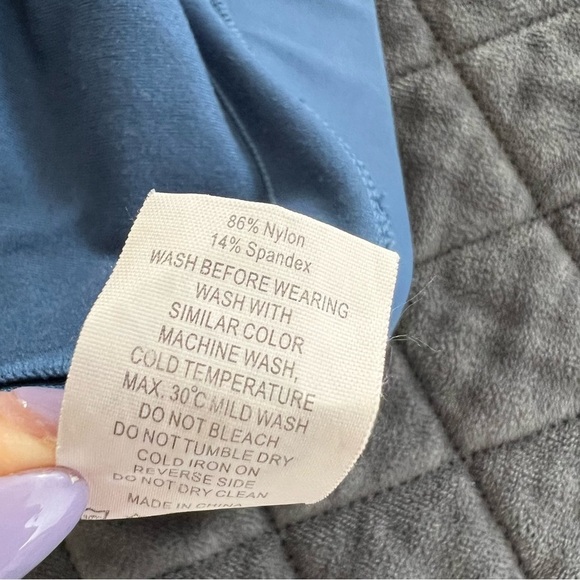 86% Nylon
14% Spandex
WASH BEFORE WEARING
WASH WITH
SIMILAR COLOR
MACHINE WASH,
COLD TEMPERATURE
MAX. 30°C MILD WASH
DO NOT BLEACH
DO NOT TUMBLE DRY
COLD IRON ON
REVERSE SIDE
DO NOT DRY CLEAN
MADE IN CHINA